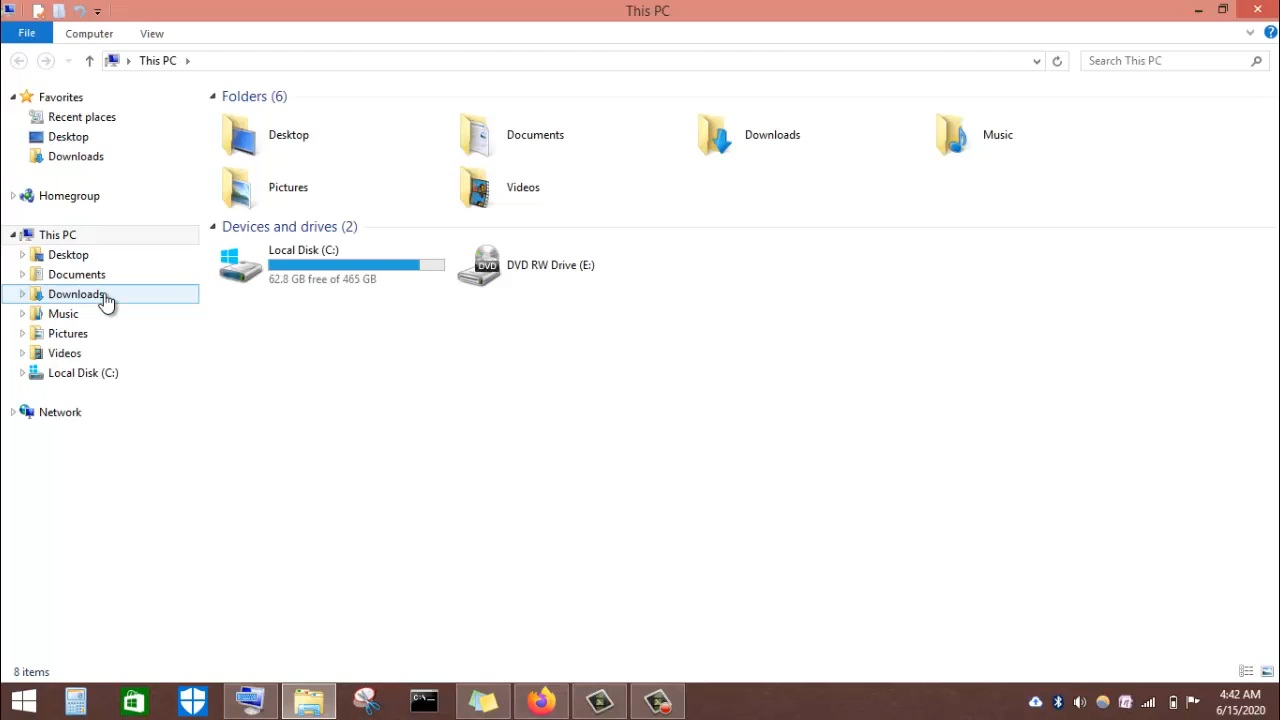 This PC
File
Computer
View
This PC
Search This PC
Favorites
Recent places
Desktop
Downloads
Homegroup
This PC
Desktop
Documents
Downloads
Music
Pictures
Videos
Local Disk (C:)
Network
Folders (6)
Desktop
Documents
Downloads
Music
Pictures
Videos
Devices and drives (2)
Local Disk (C:)
62.8 GB free of 465 GB
DVD
DVD RW Drive (E:)
8 items
C:\
4:42 AM
6/15/2020